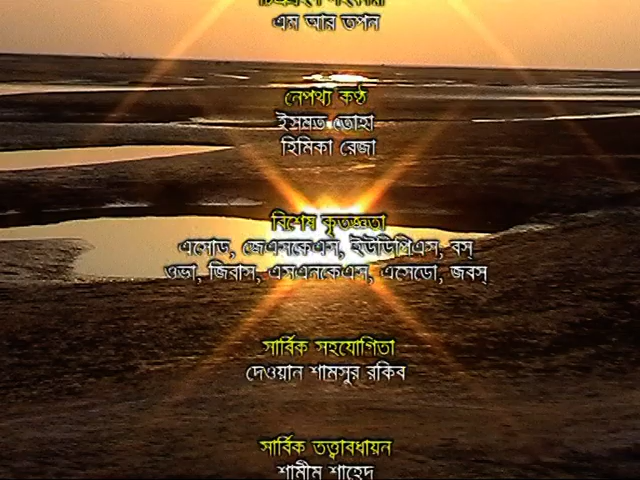 এম আর তপন
নেপথ্য কণ্ঠ
ইসমত তোহা
হিমিকা রেজা
বিশেষ কৃতজ্ঞতা
এসোড, জেএসকেএস, ইউডিপিএস, বস্
ওভা, জিবাস, এসএনকেএস, এসেডো, জবস্
সার্বিক সহযোগিতা
দেওয়ান শামসুর রকিব
সার্বিক তত্ত্বাবধায়ন
শামীম শাহেদ